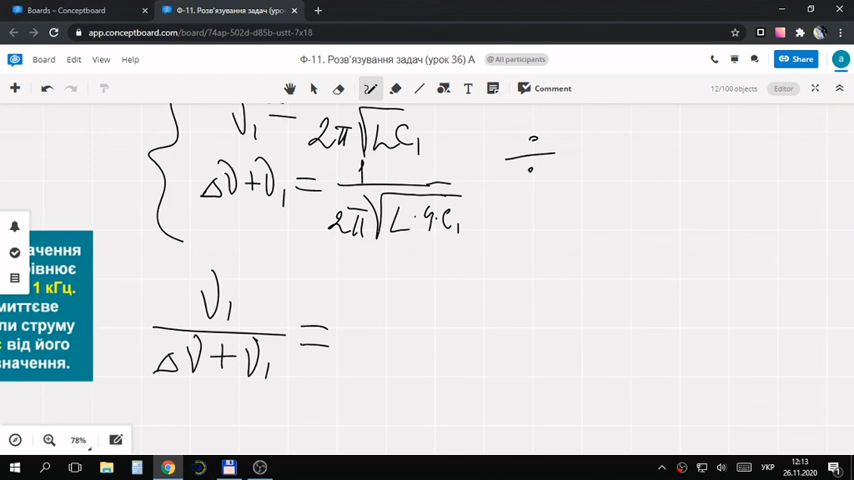 Boards – Conceptboard
Ф-11. Розв'язування задач (урок
app.conceptboard.com/board/74ap-502d-d85b-ustt-7x18
Board Edit View Help
Ф-11. Розв'язування задач (урок 36) А
All participants
Share
a
Comment
12/100 objects
Editor
ν₁ =
2π√LC₁
Δν+ν₁ = 1
2π√L·9·C₁
÷
ачення
рівнює
1 кГц.
миттєве
ли струму
с від його
значення.
ν₁
Δν+ν₁ =
78%
УКР
12:13
26.11.2020
1